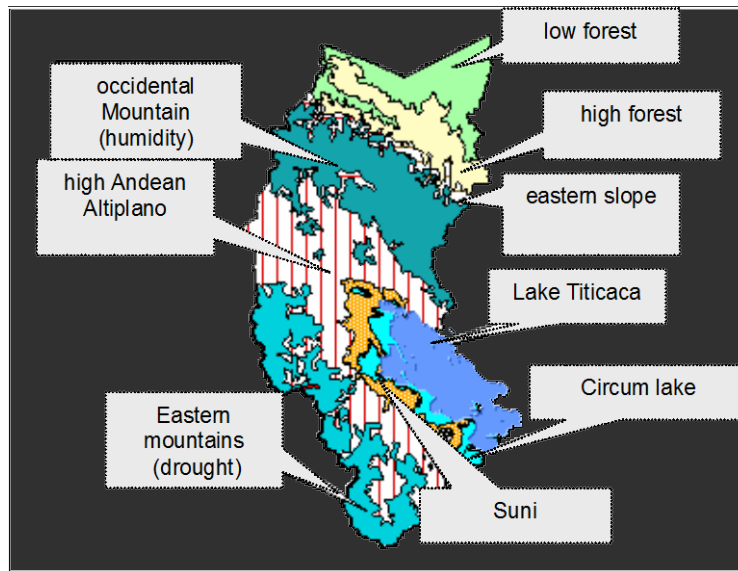 low forest
occidental
Mountain
(humidity)
high forest
high Andean
Altiplano
eastern slope
Lake Titicaca
Circum lake
Eastern
mountains
(drought)
Suni